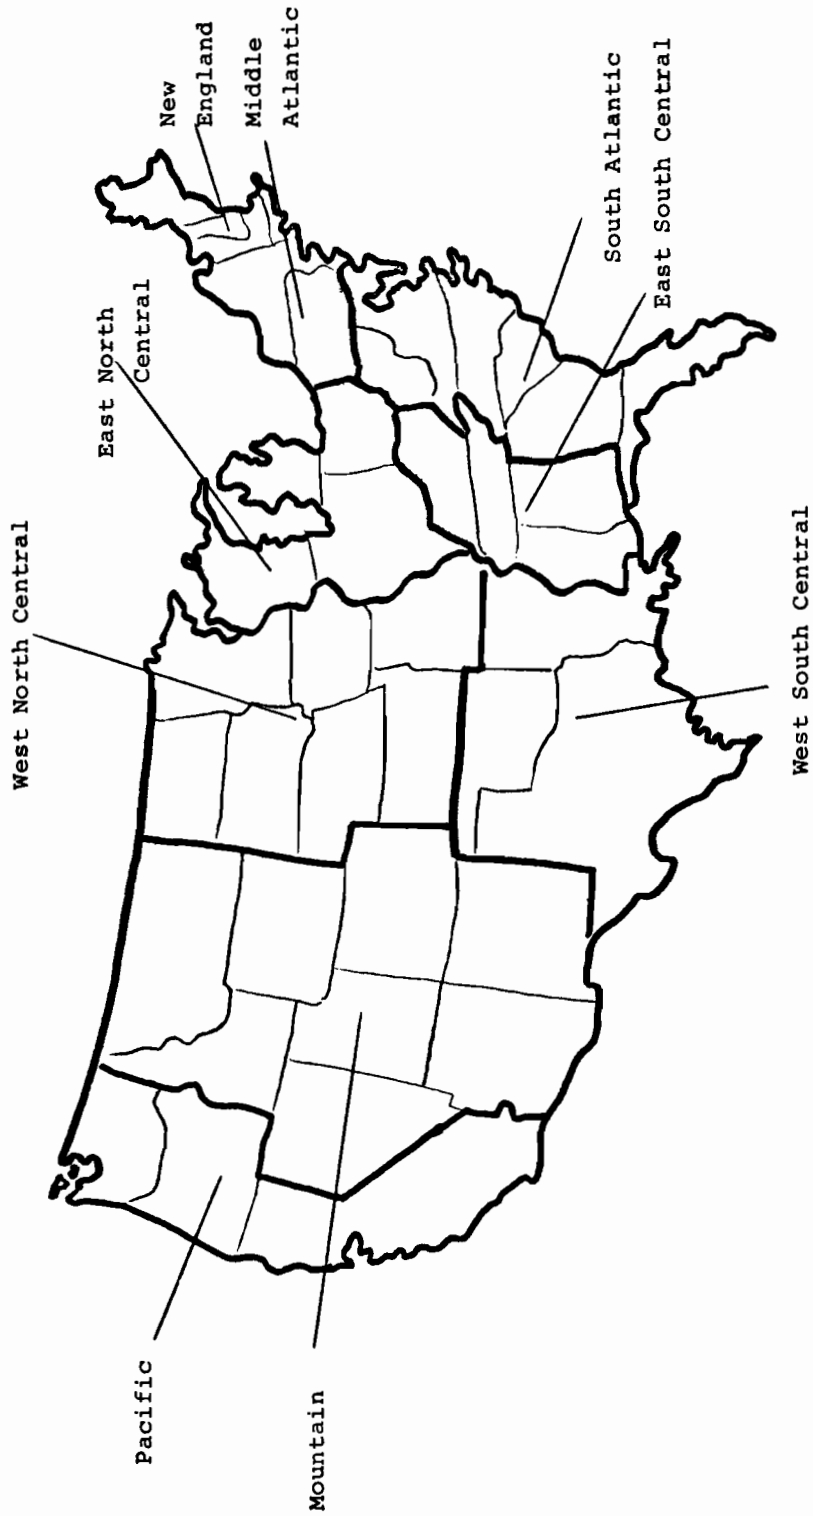 West North Central
East North
Central
New
England
Middle
Atlantic
Pacific
Mountain
South Atlantic
East South Central
West South Central